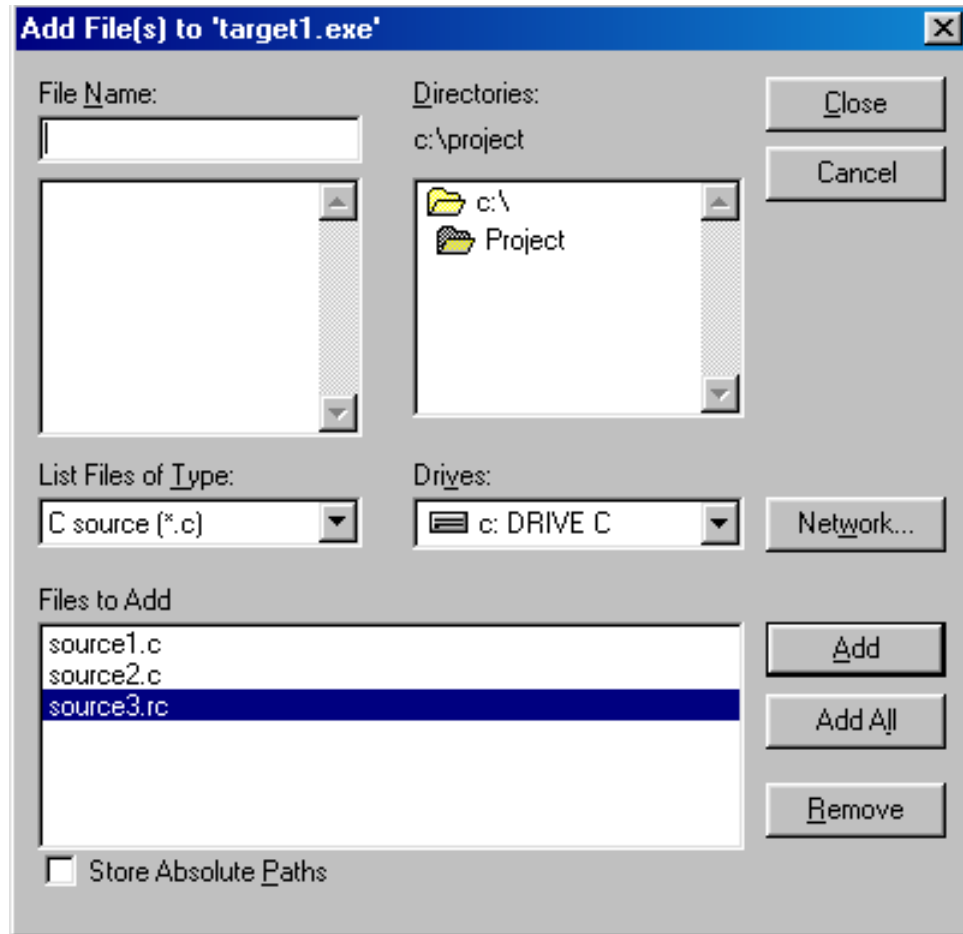 Add File(s) to 'target1.exe'
File Name:
Directories:
c:\project
Close
Cancel
c:\
Project
List Files of Type:
C source (*.c)
Drives:
c: DRIVE C
Network...
Files to Add
source1.c
source2.c
source3.rc
Add
Add All
Remove
Store Absolute Paths